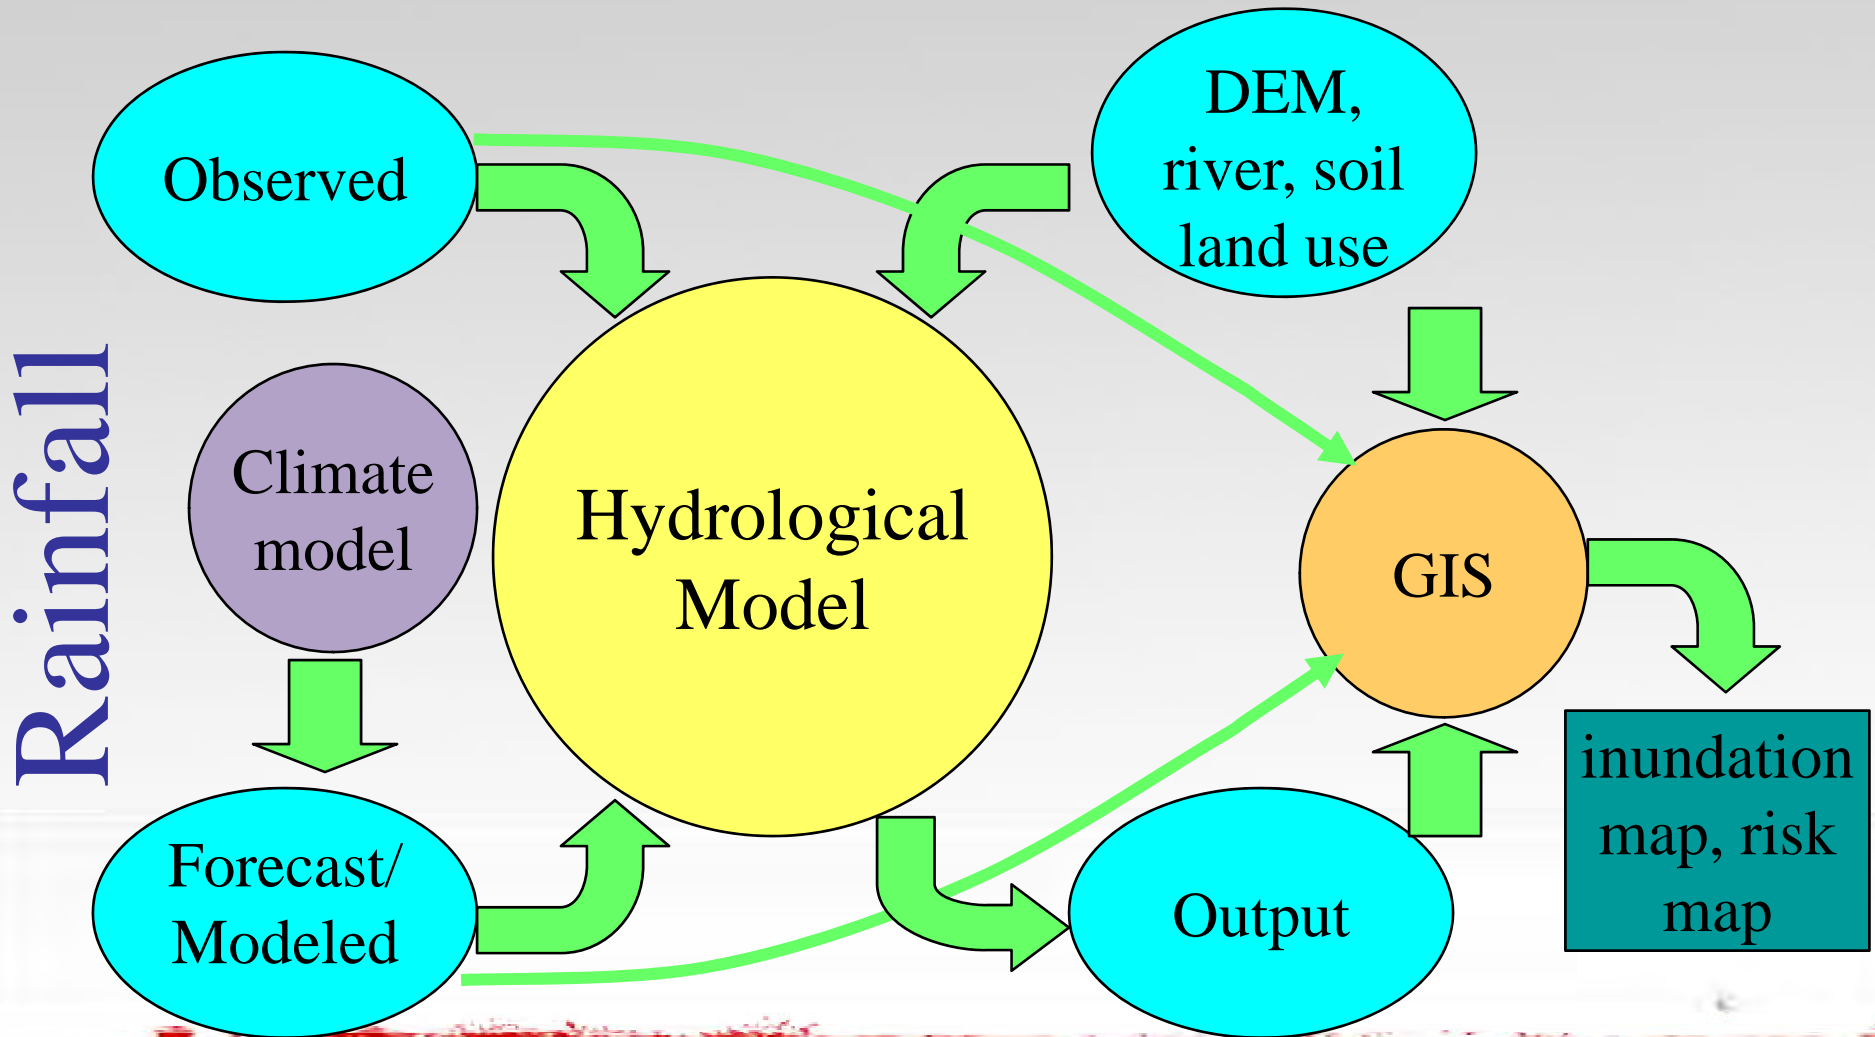 Rainfall
Observed
DEM,
river, soil
land use
Climate
model
Hydrological
Model
GIS
Forecast/
Modeled
Output
inundation
map, risk
map